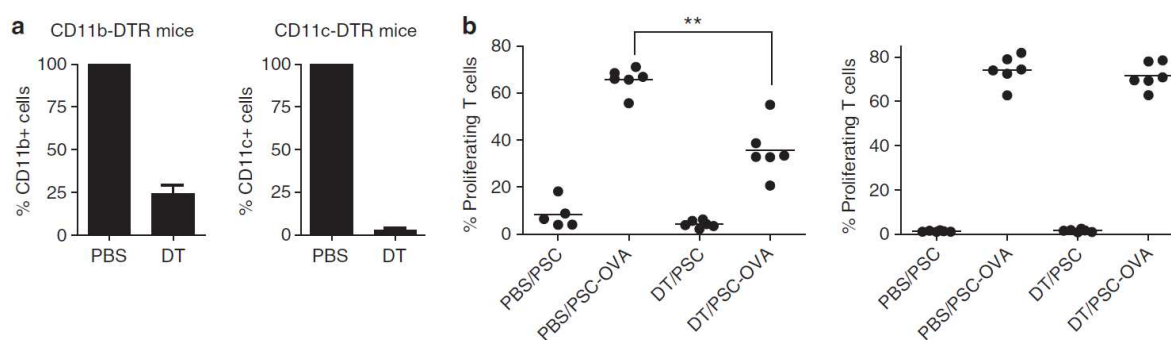 a
CD11b-DTR mice
% CD11b+ cells
100
75
50
25
0
PBS DT
CD11c-DTR mice
% CD11c+ cells
100
75
50
25
0
PBS DT
b
**
% Proliferating T cells
80
60
40
20
0
PBS/PSC
PBS/PSC-OVA
DT/PSC
DT/PSC-OVA
% Proliferating T cells
80
60
40
20
0
PBS/PSC
PBS/PSC-OVA
DT/PSC
DT/PSC-OVA